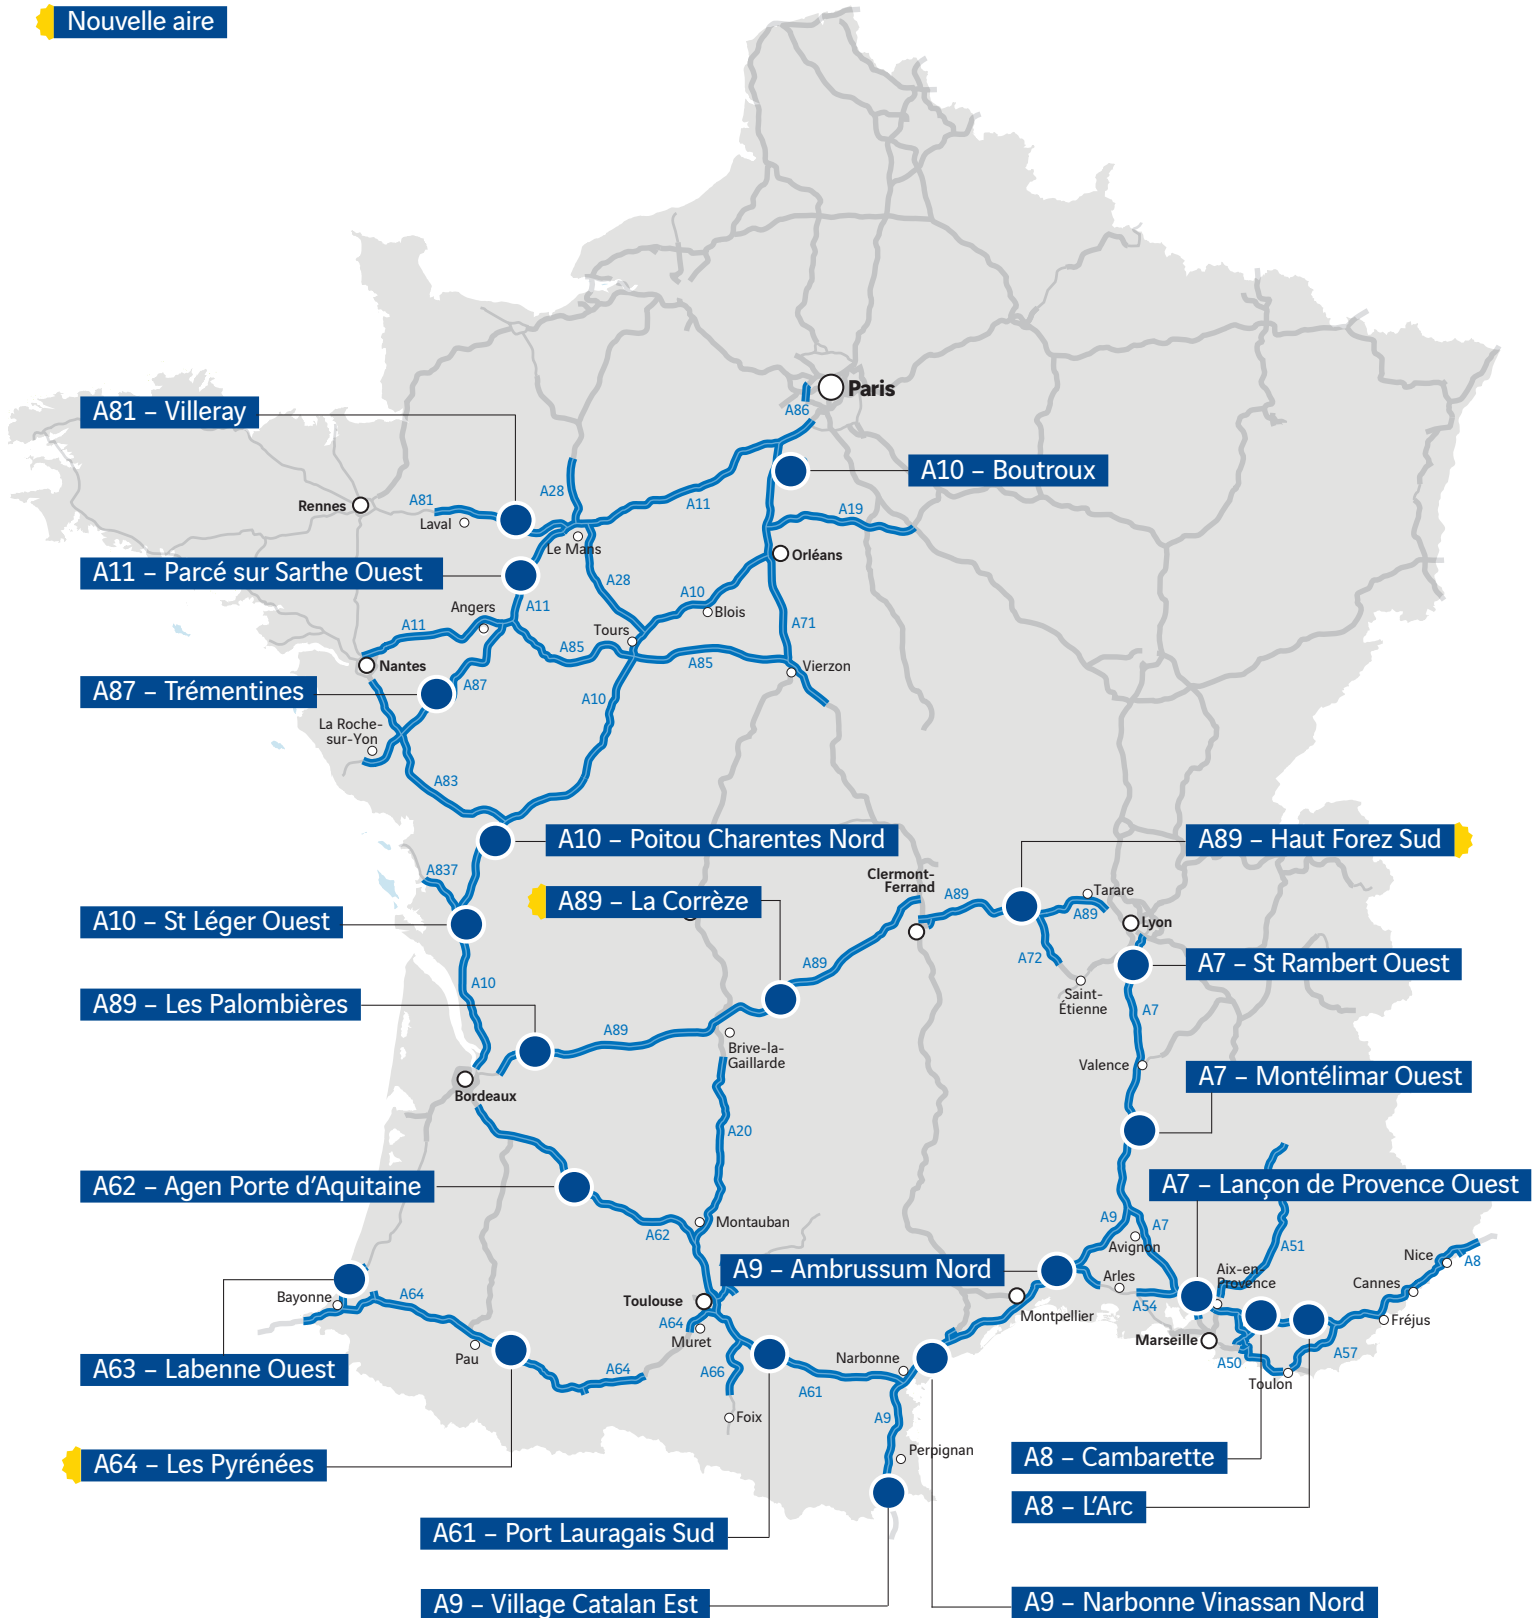 Nouvelle aire
Paris
A86
A81 – Villeray
A10 – Boutroux
A28
A11
A81
Rennes
Laval
A19
Le Mans
Orléans
A11 – Parcé sur Sarthe Ouest
A28
A10
Angers
A11
Blois
A11
A71
Tours
A85
A85
Nantes
Vierzon
A87 – Trémentines
A87
A10
La Roche-
sur-Yon
A83
A10 – Poitou Charentes Nord
A89 – Haut Forez Sud
A837
Clermont-
Ferrand
A89
Tarare
A89 – La Corrèze
A89
Lyon
A10 – St Léger Ouest
A72
A89
A7 – St Rambert Ouest
A10
Saint-
Étienne
A7
A89 – Les Palombières
A89
Brive-la-
Gaillarde
Valence
A7 – Montélimar Ouest
Bordeaux
A20
A62 – Agen Porte d'Aquitaine
A7 – Lançon de Provence Ouest
Montauban
A62
A9
A7
Avignon
A51
Nice
A8
A9 – Ambrussum Nord
Arles
Aix-en-
Provence
Cannes
Bayonne
A64
Toulouse
A54
Montpellier
A64
Muret
Marseille
Fréjus
Pau
Narbonne
A50
A57
A63 – Labenne Ouest
A64
A66
A61
Toulon
Foix
A9
Perpignan
A64 – Les Pyrénées
A8 – Cambarette
A8 – L'Arc
A61 – Port Lauragais Sud
A9 – Village Catalan Est
A9 – Narbonne Vinassan Nord